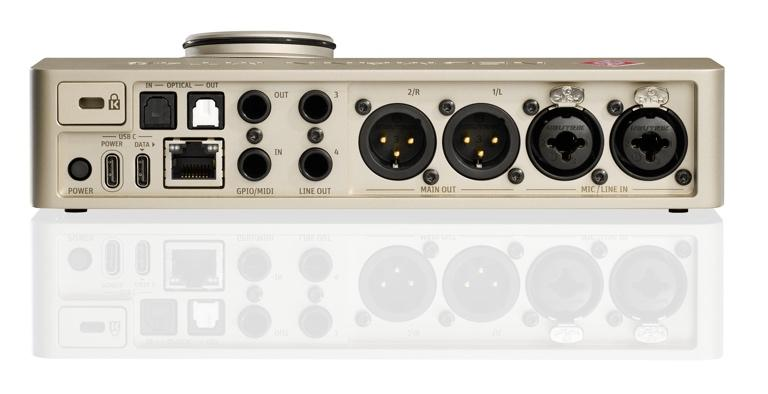 IN OPTICAL OUT
OUT
3
2/R
1/L
K
USB C
POWER
DATA
IN
4
POWER
GPIO/MIDI
LINE OUT
MAIN OUT
MIC/LINE IN
NEUTRIK
NEUTRIK